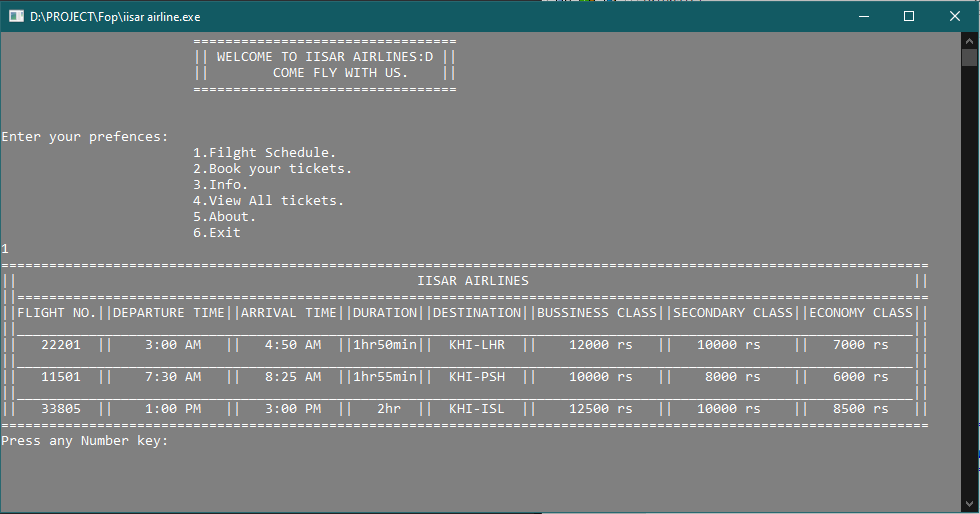 D:\PROJECT\Fop\iisar airline.exe
=================================
|| WELCOME TO IISAR AIRLINES:D ||
||        COME FLY WITH US.    ||
=================================
Enter your prefences:
1.Filght Schedule.
2.Book your tickets.
3.Info.
4.View All tickets.
5.About.
6.Exit
1
====================================================================================================================
||                                                  IISAR AIRLINES                                                ||
||==================================================================================================================
||FLIGHT NO.||DEPARTURE TIME||ARRIVAL TIME||DURATION||DESTINATION||BUSSINESS CLASS||SECONDARY CLASS||ECONOMY CLASS||
||________________________________________________________________________________________________________________||
||   22201  ||    3:00 AM   ||   4:50 AM  ||1hr50min||  KHI-LHR  ||    12000 rs   ||   10000 rs    ||   7000 rs   ||
||________________________________________________________________________________________________________________||
||   11501  ||    7:30 AM   ||   8:25 AM  ||1hr55min||  KHI-PSH  ||    10000 rs   ||    8000 rs    ||   6000 rs   ||
||________________________________________________________________________________________________________________||
||   33805  ||    1:00 PM   ||   3:00 PM  ||   2hr  ||  KHI-ISL  ||    12500 rs   ||   10000 rs    ||   8500 rs   ||
====================================================================================================================
Press any Number key: